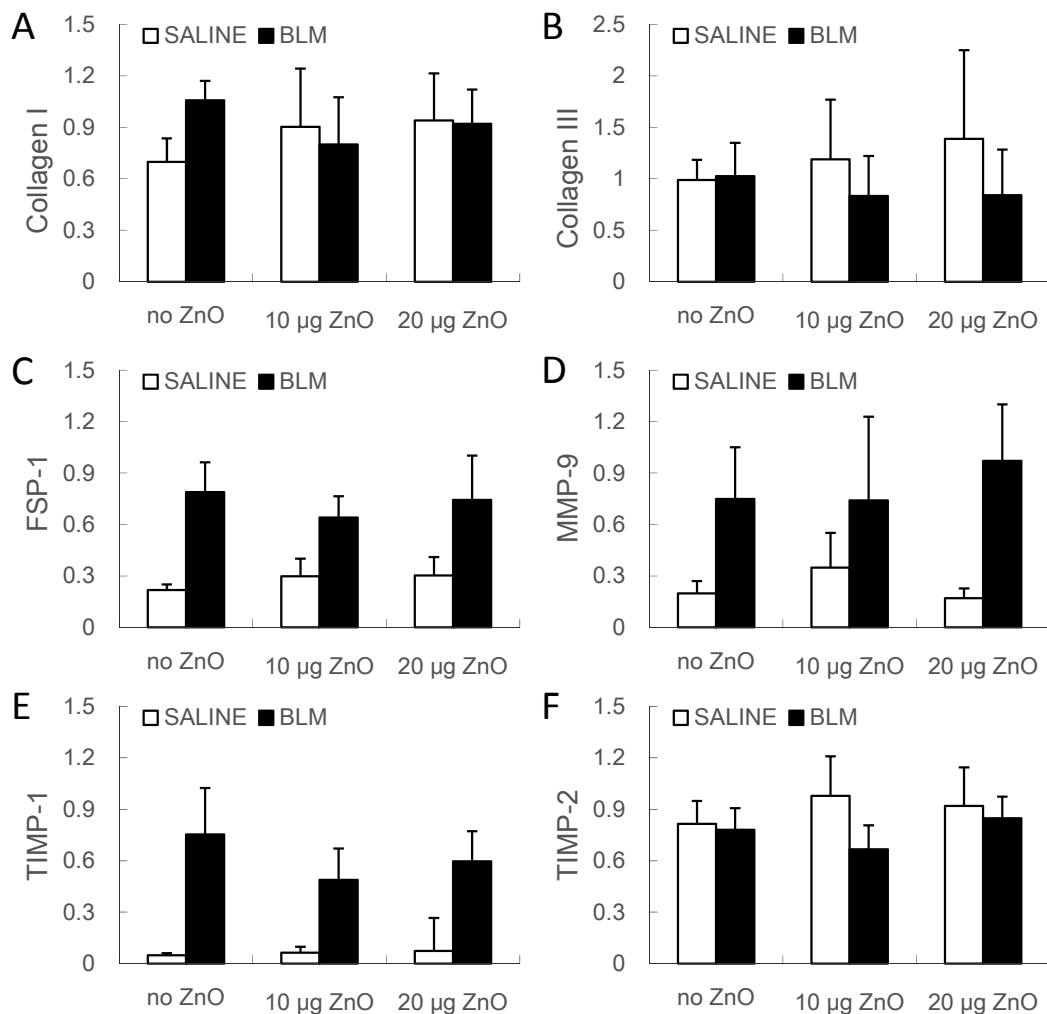 A
SALINE BLM
Collagen I
1.5
1.2
0.9
0.6
0.3
0
no ZnO 10 µg ZnO 20 µg ZnO
B
SALINE BLM
Collagen III
2.5
2
1.5
1
0.5
0
no ZnO 10 µg ZnO 20 µg ZnO
C
SALINE BLM
FSP-1
1.5
1.2
0.9
0.6
0.3
0
no ZnO 10 µg ZnO 20 µg ZnO
D
SALINE BLM
MMP-9
1.5
1.2
0.9
0.6
0.3
0
no ZnO 10 µg ZnO 20 µg ZnO
E
SALINE BLM
TIMP-1
1.5
1.2
0.9
0.6
0.3
0
no ZnO 10 µg ZnO 20 µg ZnO
F
SALINE BLM
TIMP-2
1.5
1.2
0.9
0.6
0.3
0
no ZnO 10 µg ZnO 20 µg ZnO